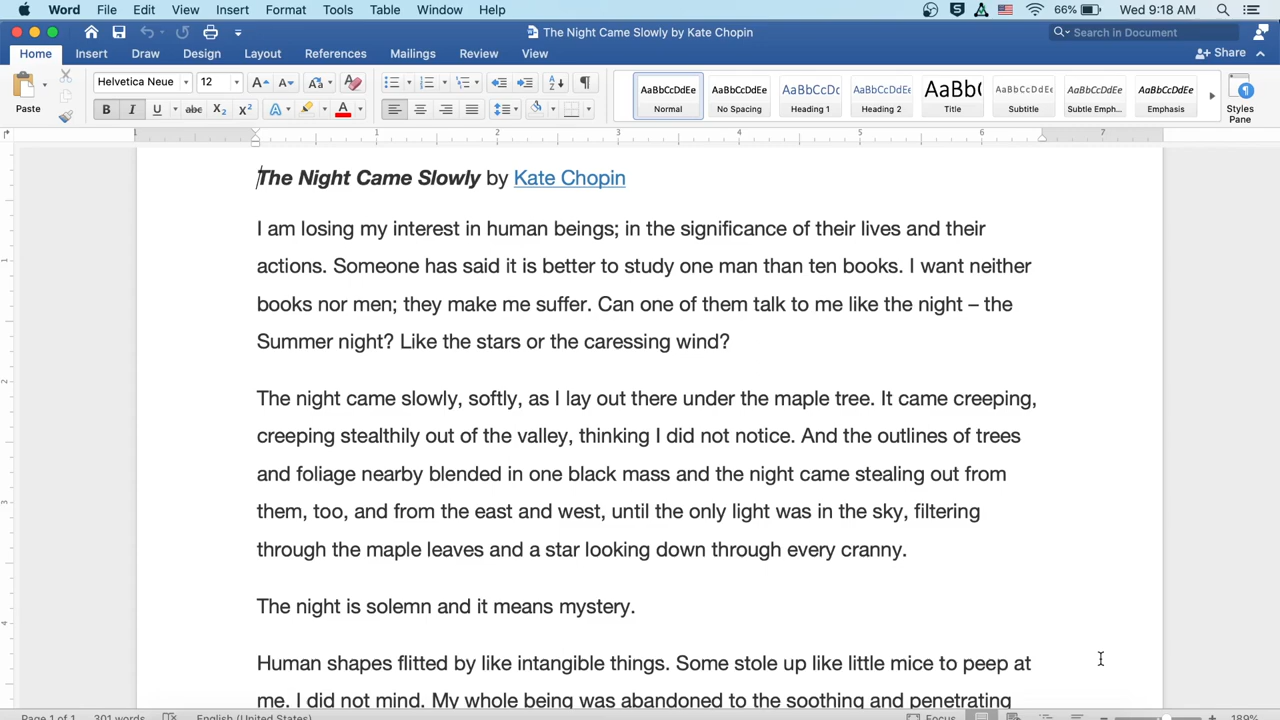 Word File Edit View Insert Format Tools Table Window Help 66% Wed 9:18 AM
The Night Came Slowly by Kate Chopin Search in Document
Home Insert Draw Design Layout References Mailings Review View Share
Paste Helvetica Neue 12 AaBbCcDdEe AaBbCcDdEe AaBbCcDc AaBbCcDdEe AaBb( AaBbCcDdEe AaBbCcDdEe AaBbCcDdEe
Normal No Spacing Heading 1 Heading 2 Title Subtitle Subtle Emph... Emphasis Styles Pane
1 1 2 3 4 5 6 7
The Night Came Slowly by Kate Chopin
I am losing my interest in human beings; in the significance of their lives and their
actions. Someone has said it is better to study one man than ten books. I want neither
books nor men; they make me suffer. Can one of them talk to me like the night – the
Summer night? Like the stars or the caressing wind?
The night came slowly, softly, as I lay out there under the maple tree. It came creeping,
creeping stealthily out of the valley, thinking I did not notice. And the outlines of trees
and foliage nearby blended in one black mass and the night came stealing out from
them, too, and from the east and west, until the only light was in the sky, filtering
through the maple leaves and a star looking down through every cranny.
The night is solemn and it means mystery.
Human shapes flitted by like intangible things. Some stole up like little mice to peep at
me. I did not mind. My whole being was abandoned to the soothing and penetrating
Page 1 of 1 301 words English (United States) Focus 189%